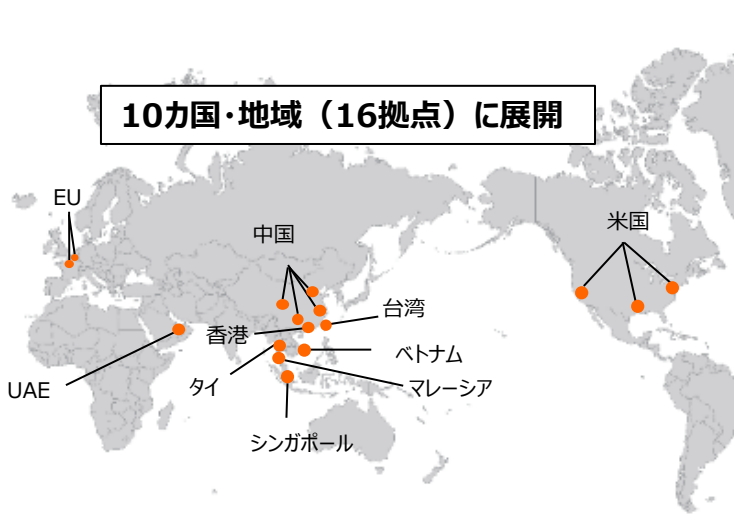 10カ国・地域（16拠点）に展開
EU
米国
中国
台湾
香港
ベトナム
UAE
タイ
マレーシア
シンガポール